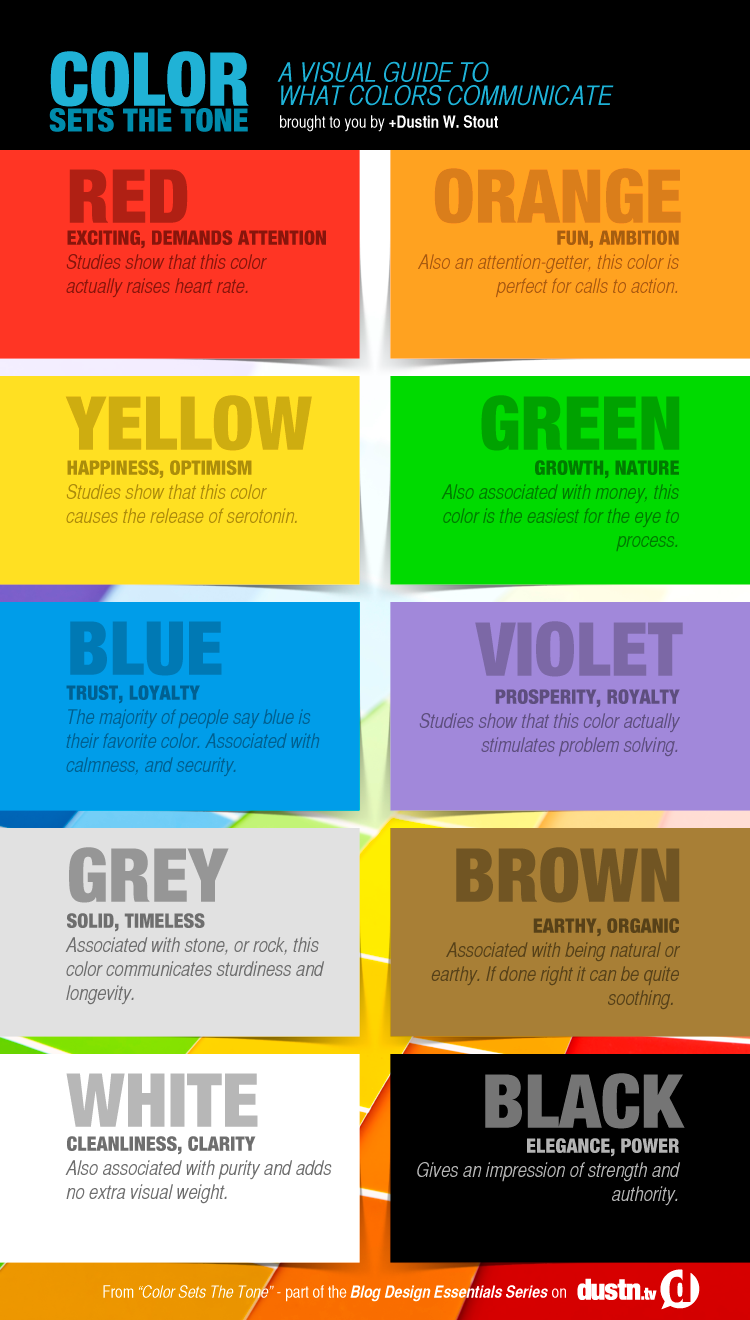 COLOR
SETS THE TONE
A VISUAL GUIDE TO
WHAT COLORS COMMUNICATE
brought to you by +Dustin W. Stout
RED
EXCITING, DEMANDS ATTENTION
Studies show that this color
actually raises heart rate.
ORANGE
FUN, AMBITION
Also an attention-getter, this color is
perfect for calls to action.
YELLOW
HAPPINESS, OPTIMISM
Studies show that this color
causes the release of serotonin.
GREEN
GROWTH, NATURE
Also associated with money, this
color is the easiest for the eye to
process.
BLUE
TRUST, LOYALTY
The majority of people say blue is
their favorite color. Associated with
calmness, and security.
VIOLET
PROSPERITY, ROYALTY
Studies show that this color actually
stimulates problem solving.
GREY
SOLID, TIMELESS
Associated with stone, or rock, this
color communicates sturdiness and
longevity.
BROWN
EARTHY, ORGANIC
Associated with being natural or
earthy. If done right it can be quite
soothing.
WHITE
CLEANLINESS, CLARITY
Also associated with purity and adds
no extra visual weight.
BLACK
ELEGANCE, POWER
Gives an impression of strength and
authority.
From “Color Sets The Tone” - part of the Blog Design Essentials Series on dustn.tv d